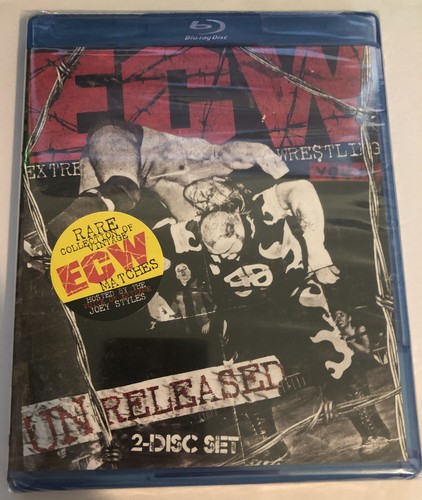 Blu-ray Disc
ECW
EXTRE
WRESTLING
RARE
COLLECTION OF
VINTAGE
ECW
MATCHES
HOSTED BY THE
JOEY STYLES
UNRELEASED
2-DISC SET